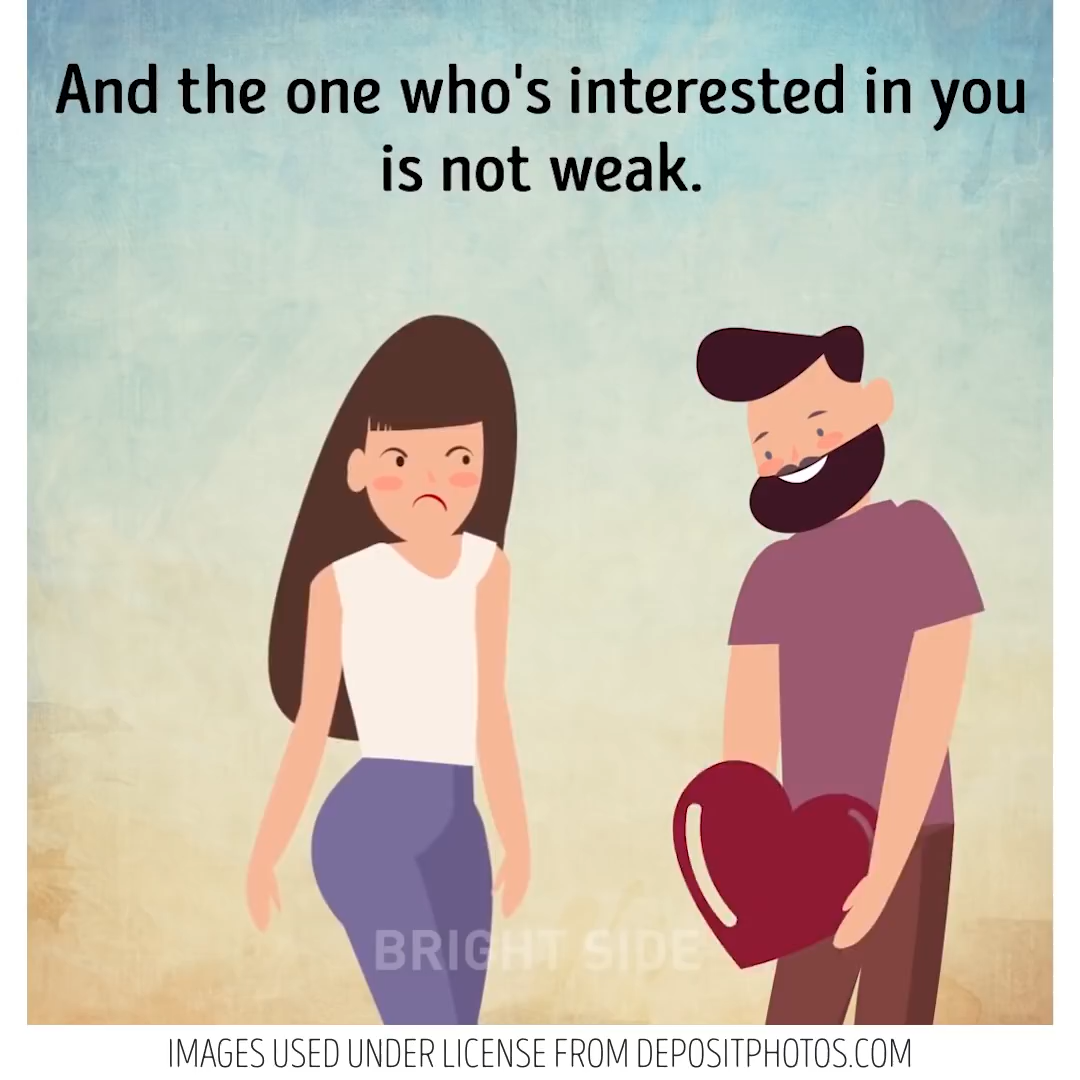 And the one who's interested in you
is not weak.
BRIGHT SIDE
IMAGES USED UNDER LICENSE FROM DEPOSITPHOTOS.COM